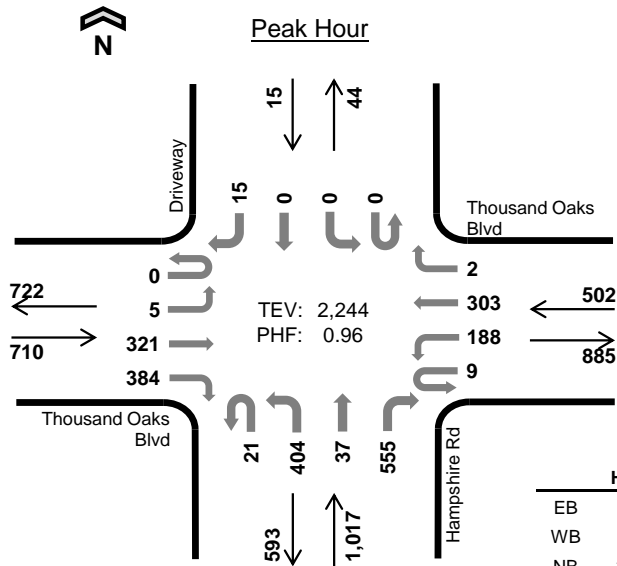 Peak Hour
N
15
44
Driveway
15
0
0
0
Thousand Oaks
Blvd
0
5
321
384
722
710
TEV: 2,244
PHF: 0.96
2
303
188
9
502
885
Thousand Oaks
Blvd
21
404
37
555
Hampshire Rd
593
1,017
H
EB
WB
NB